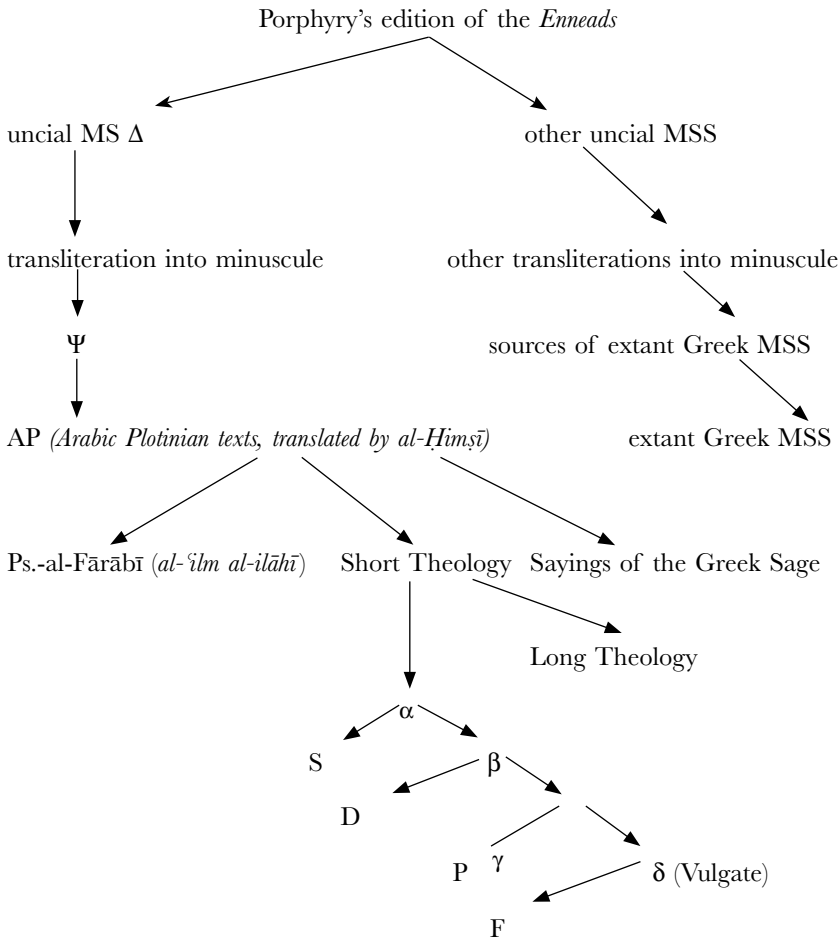 Porphyry’s edition of the Enneads
uncial MS Δ
other uncial MSS
transliteration into minuscule
other transliterations into minuscule
Ψ
sources of extant Greek MSS
AP (Arabic Plotinian texts, translated by al-Ḥimṣī)
extant Greek MSS
Ps.-al-Fārābī (al-ʿilm al-ilāhī)
Short Theology
Sayings of the Greek Sage
Long Theology
α
S
β
D
P
γ
δ (Vulgate)
F